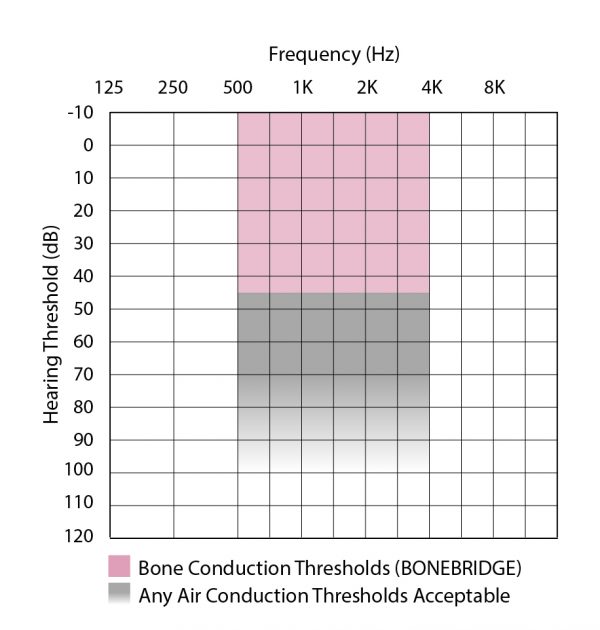 Frequency (Hz)
125 250 500 1K 2K 4K 8K
Hearing Threshold (dB)
-10
0
10
20
30
40
50
60
70
80
90
100
110
120
Bone Conduction Thresholds (BONEBRIDGE)
Any Air Conduction Thresholds Acceptable